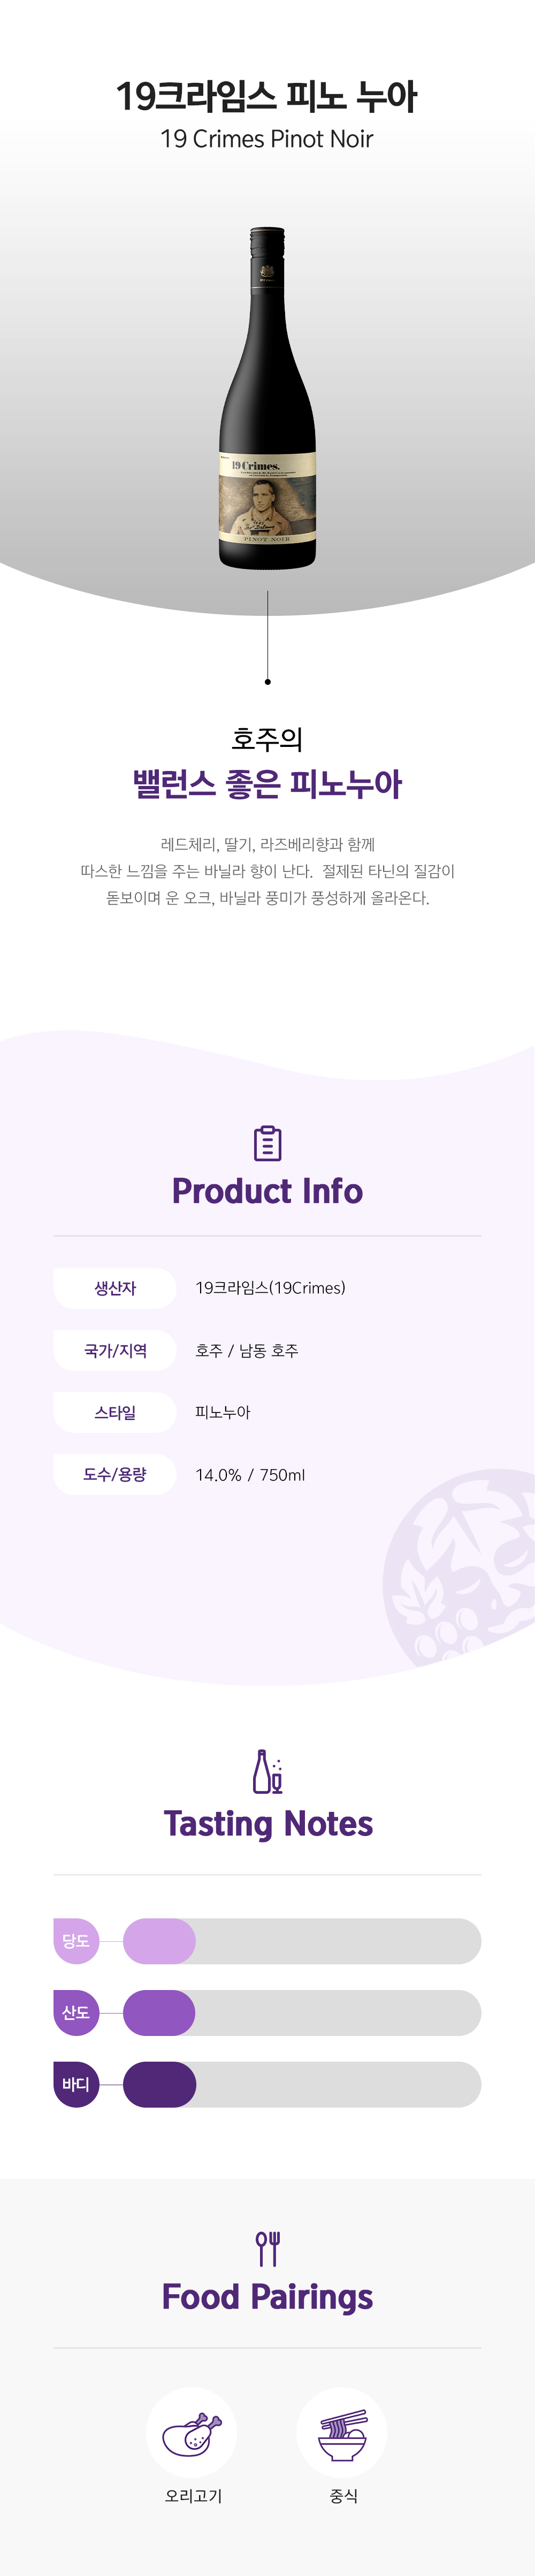 19크라임스 피노 누아
19 Crimes Pinot Noir
19 Crimes.
PINOT NOIR
호주의
밸런스 좋은 피노누아
레드체리, 딸기, 라즈베리향과 함께
따스한 느낌을 주는 바닐라 향이 난다. 절제된 타닌의 질감이
돋보이며 운 오크, 바닐라 풍미가 풍성하게 올라온다.
Product Info
생산자 19크라임스(19Crimes)
국가/지역 호주 / 남동 호주
스타일 피노누아
도수/용량 14.0% / 750ml
Tasting Notes
당도
산도
바디
Food Pairings
오리고기 중식